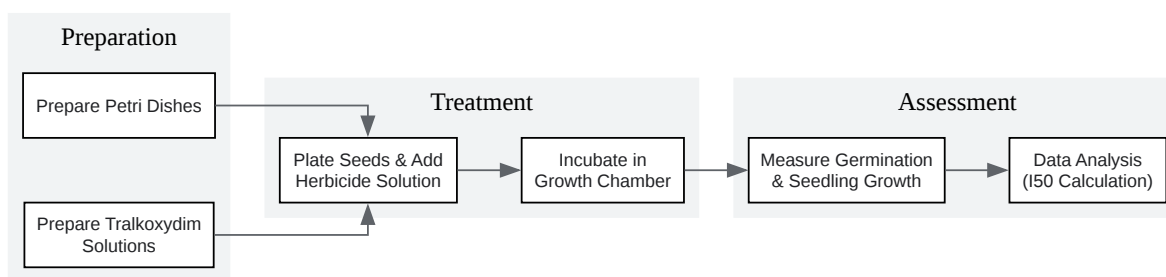 Preparation
Prepare Petri Dishes
Prepare Tralkoxydim
Solutions
Treatment
Plate Seeds & Add
Herbicide Solution
Incubate in
Growth Chamber
Assessment
Measure Germination
& Seedling Growth
Data Analysis
(I50 Calculation)